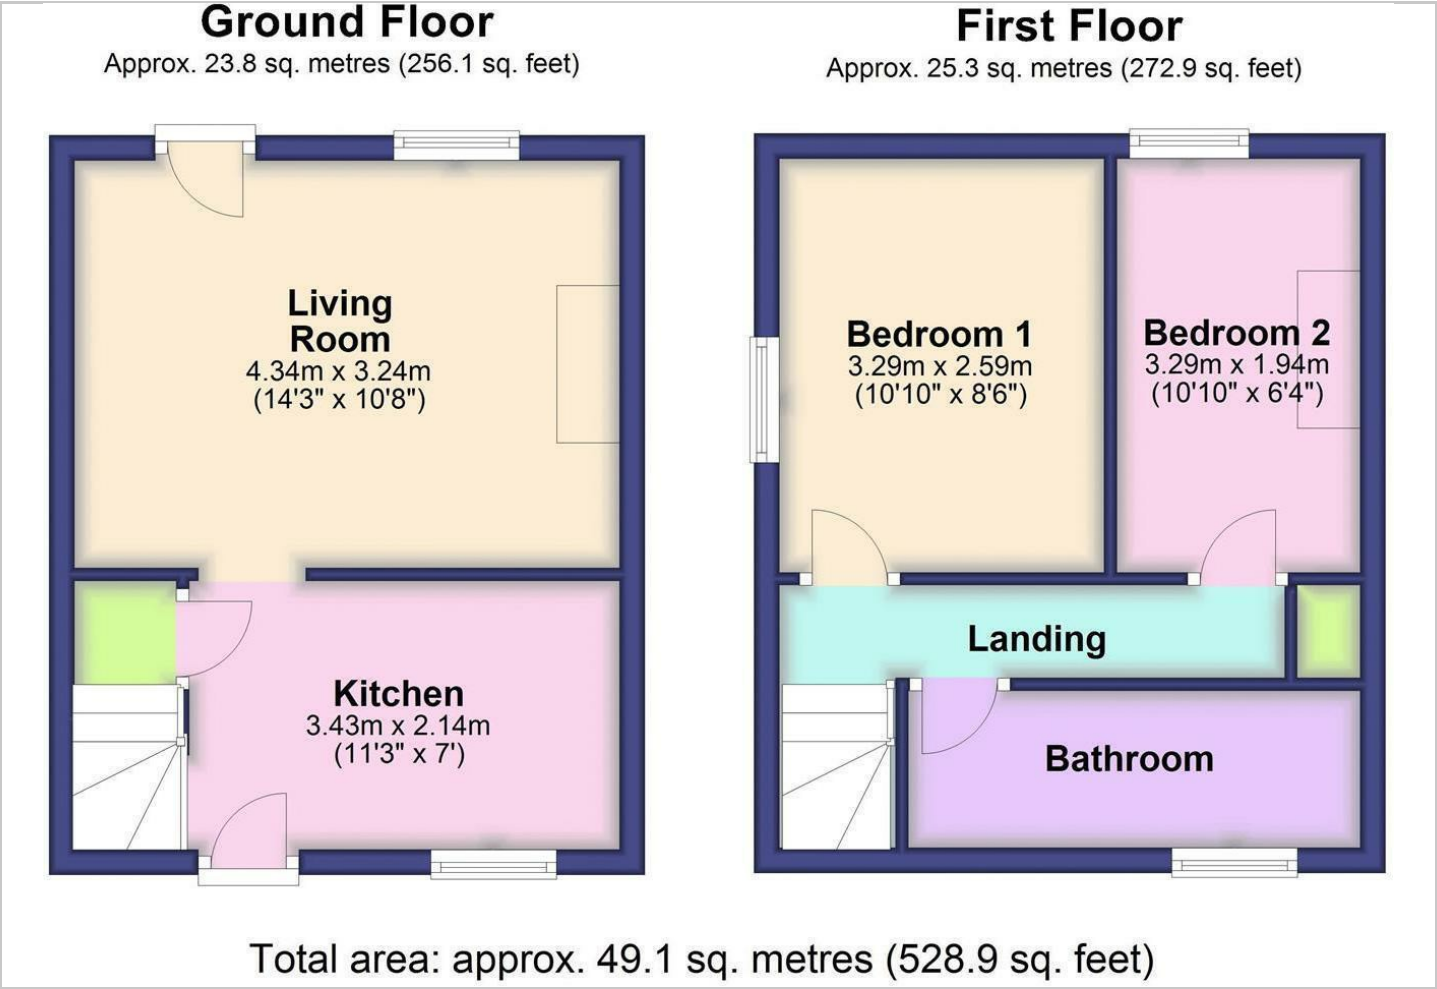 Ground Floor
Approx. 23.8 sq. metres (256.1 sq. feet)
Living
Room
4.34m x 3.24m
(14'3" x 10'8")
Kitchen
3.43m x 2.14m
(11'3" x 7')
First Floor
Approx. 25.3 sq. metres (272.9 sq. feet)
Bedroom 1
3.29m x 2.59m
(10'10" x 8'6")
Bedroom 2
3.29m x 1.94m
(10'10" x 6'4")
Landing
Bathroom
Total area: approx. 49.1 sq. metres (528.9 sq. feet)